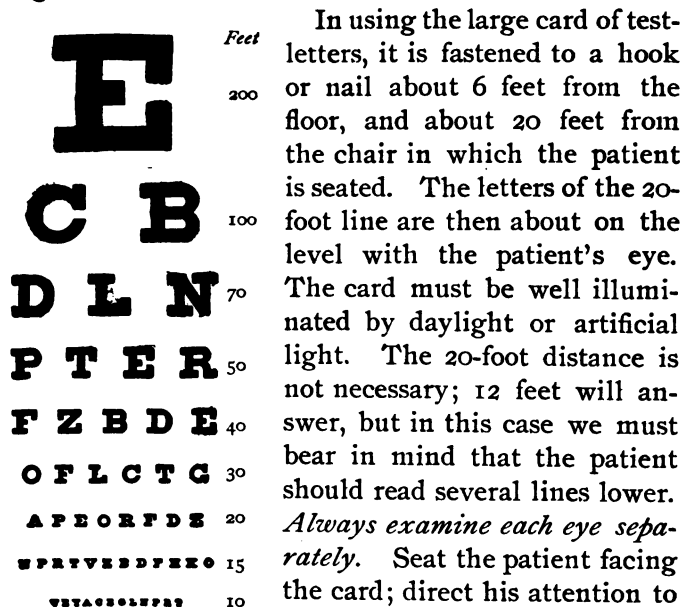 Feet
E
200
C B
100
D L N
70
P T E R
50
F Z B D E
40
O F L C T G
30
A P E O R F D Z
20
15
10
In using the large card of test-
letters, it is fastened to a hook
or nail about 6 feet from the
floor, and about 20 feet from
the chair in which the patient
is seated. The letters of the 20-
foot line are then about on the
level with the patient's eye.
The card must be well illumi-
nated by daylight or artificial
light. The 20-foot distance is
not necessary; 12 feet will an-
swer, but in this case we must
bear in mind that the patient
should read several lines lower.
Always examine each eye sepa-
rately. Seat the patient facing
the card; direct his attention to